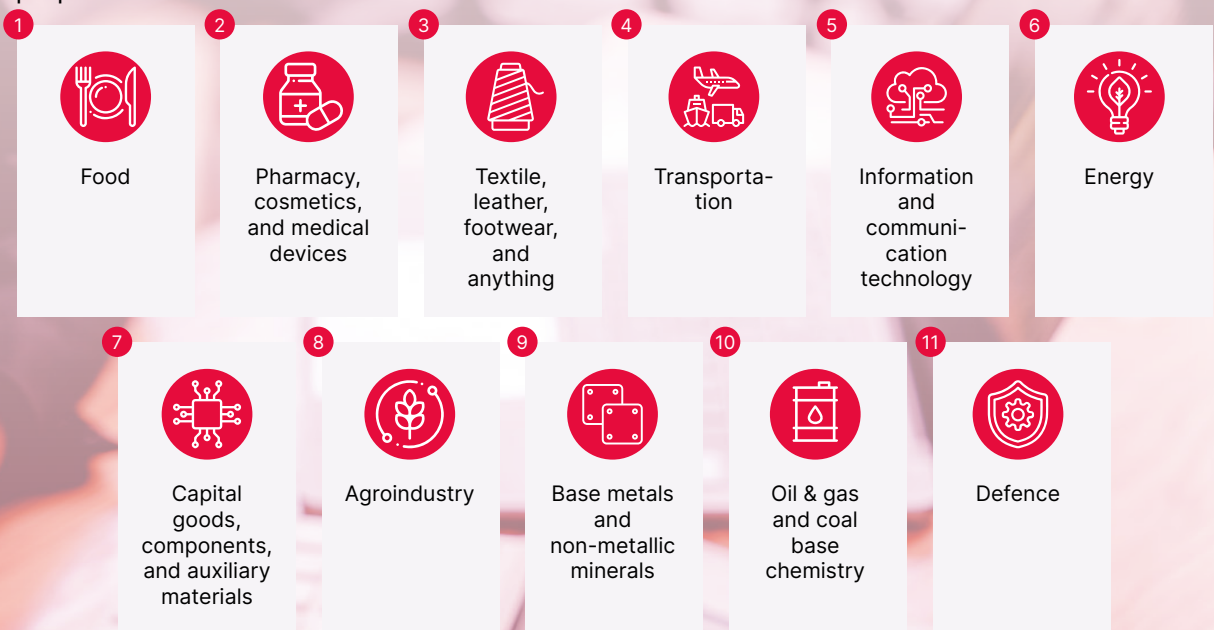 1
Food
2
Pharmacy,
cosmetics,
and medical
devices
3
Textile,
leather,
footwear,
and
anything
4
Transporta-
tion
5
Information
and
communi-
cation
technology
6
Energy
7
Capital
goods,
components,
and auxiliary
materials
8
Agroindustry
9
Base metals
and
non-metallic
minerals
10
Oil & gas
and coal
base
chemistry
11
Defence